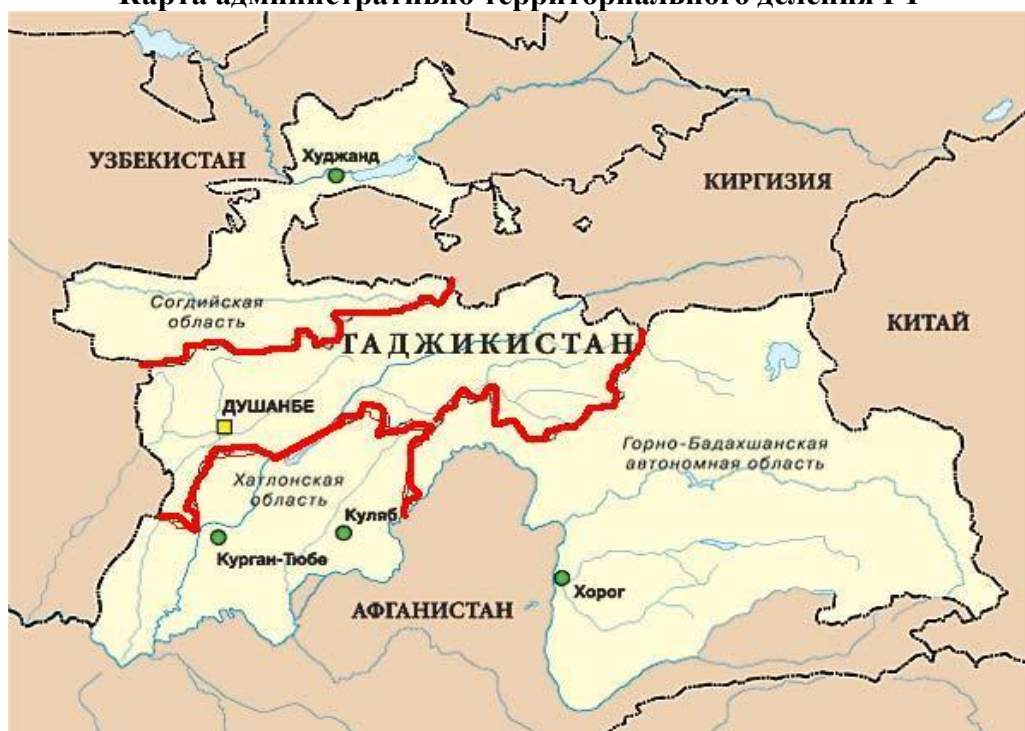 Карта административно-территориального деления РТ
УЗБЕКИСТАН
Худжанд
КИРГИЗИЯ
Согдийская
область
КИТАЙ
ТАДЖИКИСТАН
ДУШАНБЕ
Горно-Бадахшанская
автономная область
Хатлонская
область
Куляб
Курган-Тюбе
Хорог
АФГАНИСТАН